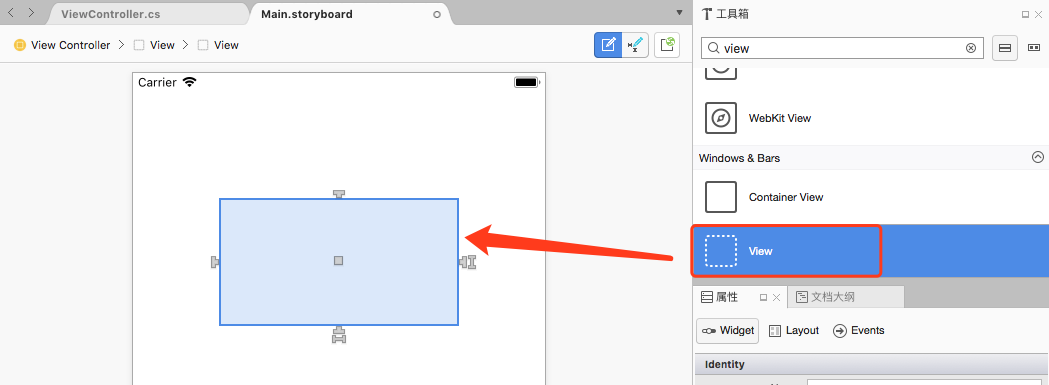 ViewController.cs
Main.storyboard
View Controller
View
View
Carrier
工具箱
view
WebKit View
Windows & Bars
Container View
View
属性
文档大纲
Widget
Layout
Events
Identity